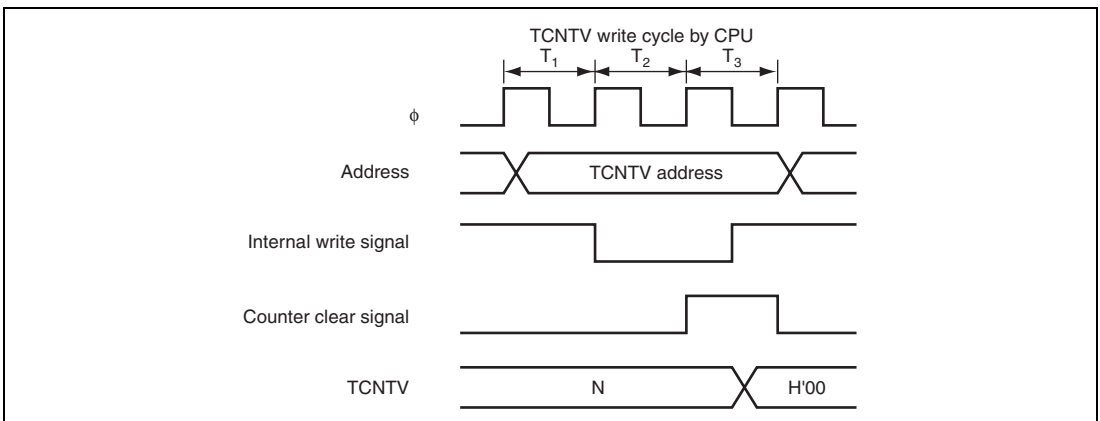 TCNTV write cycle by CPU
T₁ T₂ T₃
ϕ
Address TCNTV address
Internal write signal
Counter clear signal
TCNTV N H'00